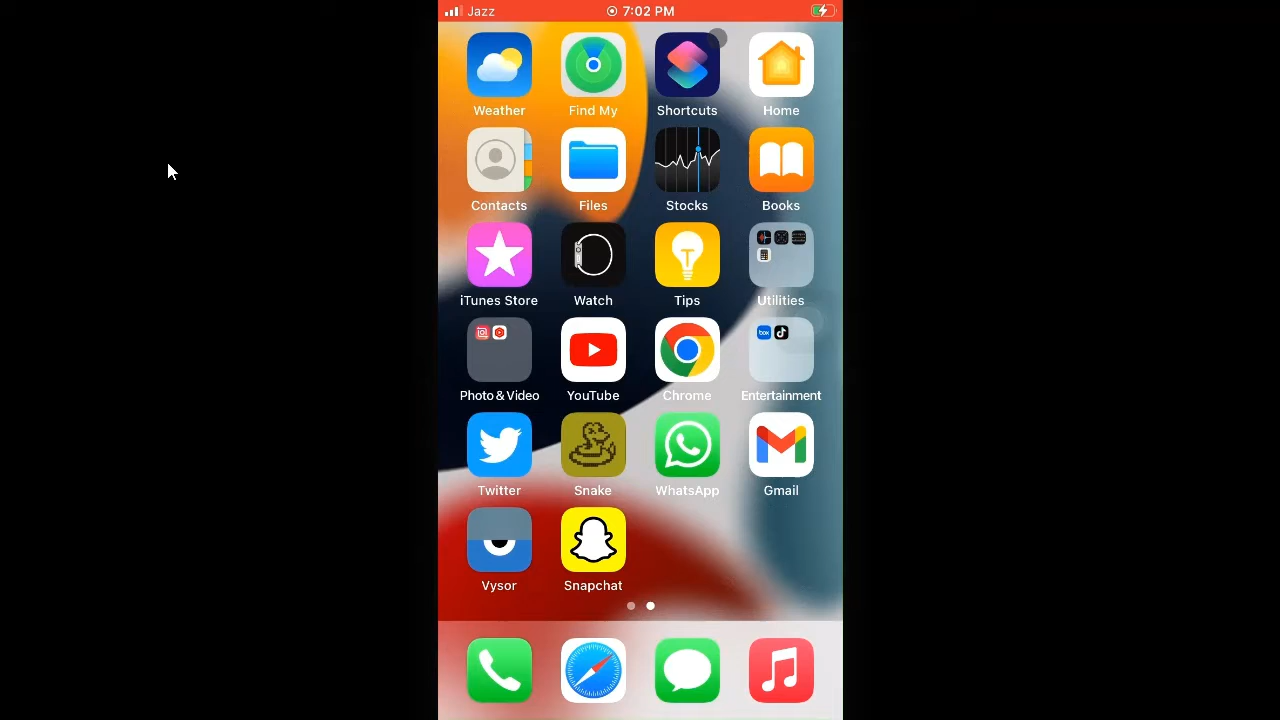 Jazz 7:02 PM
Weather Find My Shortcuts Home
Contacts Files Stocks Books
iTunes Store Watch Tips Utilities
Photo & Video YouTube Chrome Entertainment
Twitter Snake WhatsApp Gmail
Vysor Snapchat